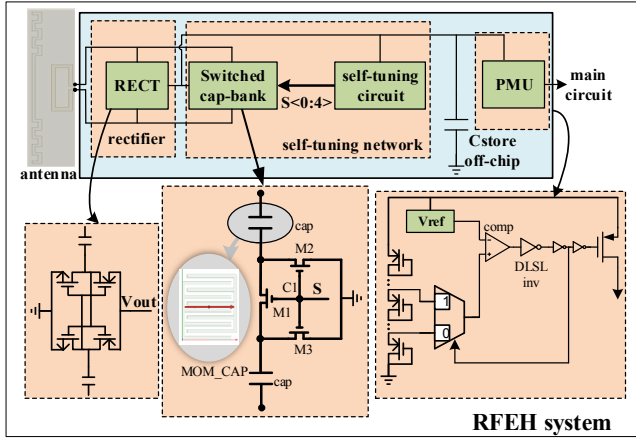 RECT
rectifier
antenna
Switched
cap-bank
S<0:4>
self-tuning
circuit
self-tuning network
Cstore
off-chip
PMU
main
circuit
Vout
cap
M2
C1
S
M1
M3
MOM_CAP
cap
Vref
comp
DLSL
inv
1
0
RFEH system